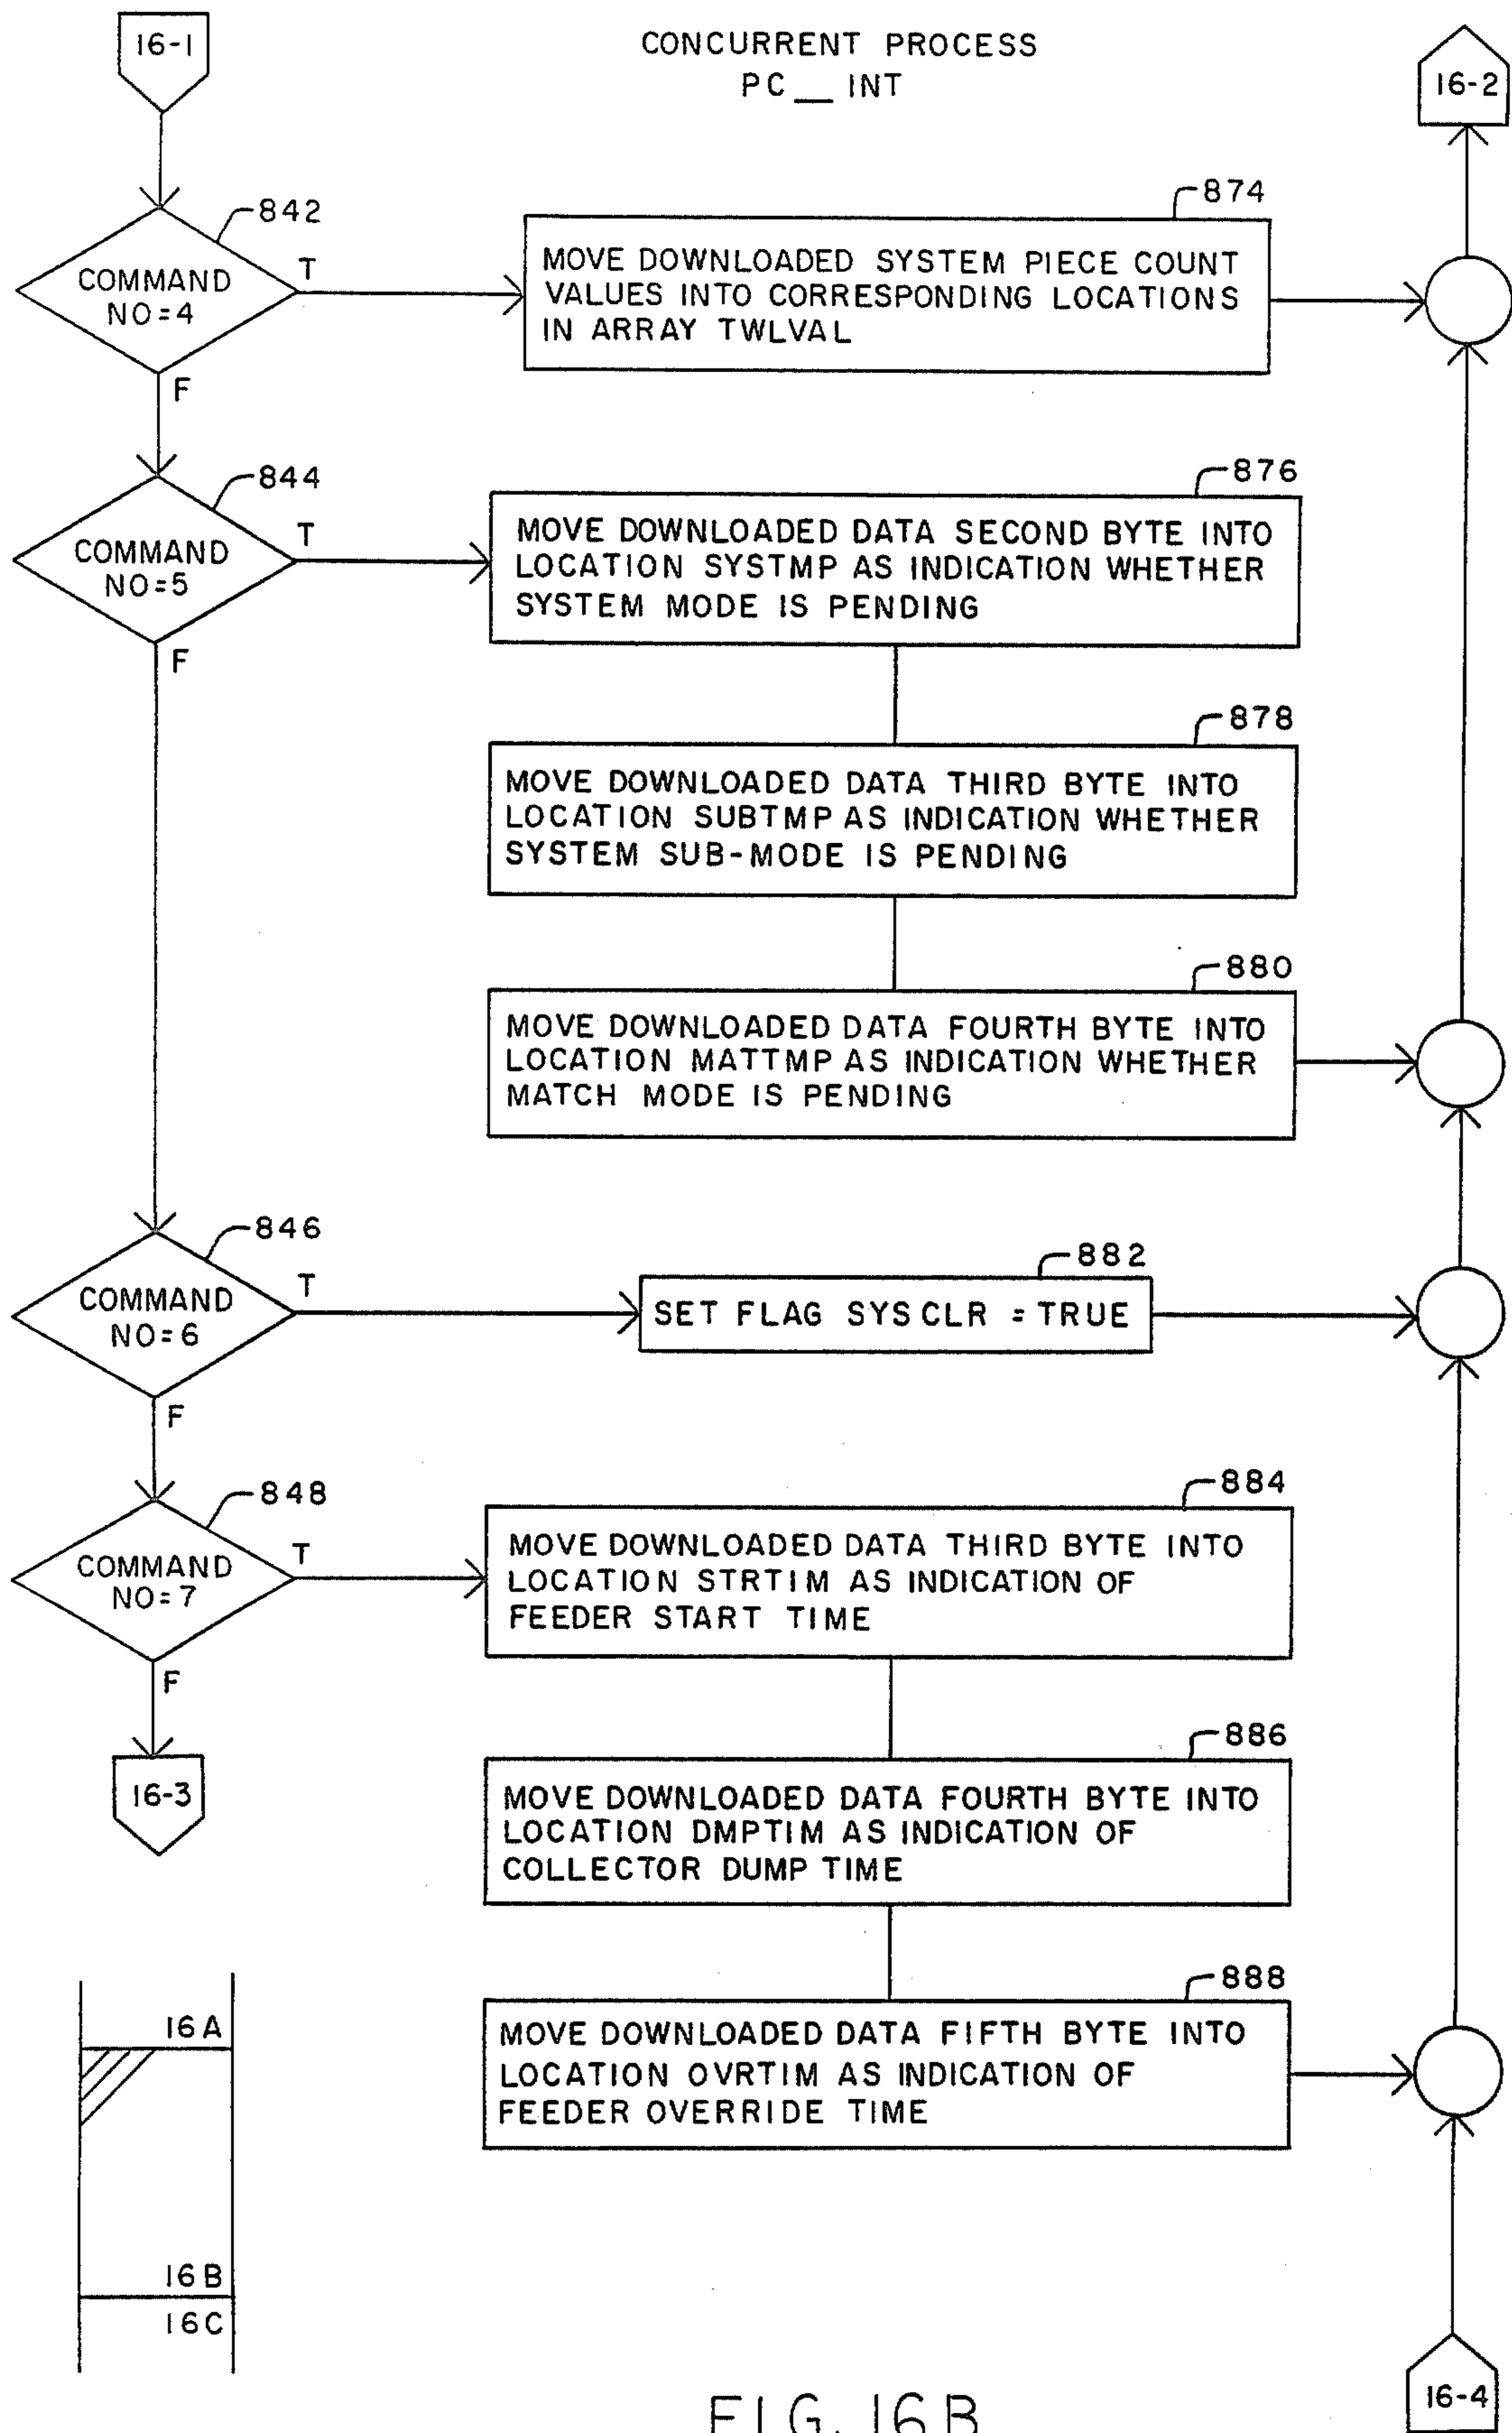 16-1
CONCURRENT PROCESS
PC__INT
16-2
842
COMMAND
NO=4
T
F
874
MOVE DOWNLOADED SYSTEM PIECE COUNT
VALUES INTO CORRESPONDING LOCATIONS
IN ARRAY TWLVAL
844
COMMAND
NO=5
T
F
876
MOVE DOWNLOADED DATA SECOND BYTE INTO
LOCATION SYSTMP AS INDICATION WHETHER
SYSTEM MODE IS PENDING
878
MOVE DOWNLOADED DATA THIRD BYTE INTO
LOCATION SUBTMP AS INDICATION WHETHER
SYSTEM SUB-MODE IS PENDING
880
MOVE DOWNLOADED DATA FOURTH BYTE INTO
LOCATION MATTMP AS INDICATION WHETHER
MATCH MODE IS PENDING
846
COMMAND
NO=6
T
F
882
SET FLAG SYSCLR = TRUE
848
COMMAND
NO=7
T
F
884
MOVE DOWNLOADED DATA THIRD BYTE INTO
LOCATION STRTIM AS INDICATION OF
FEEDER START TIME
16-3
886
MOVE DOWNLOADED DATA FOURTH BYTE INTO
LOCATION DMPTIM AS INDICATION OF
COLLECTOR DUMP TIME
888
MOVE DOWNLOADED DATA FIFTH BYTE INTO
LOCATION OVRTIM AS INDICATION OF
FEEDER OVERRIDE TIME
16A
16B
16C
16-4
FIG. 16B